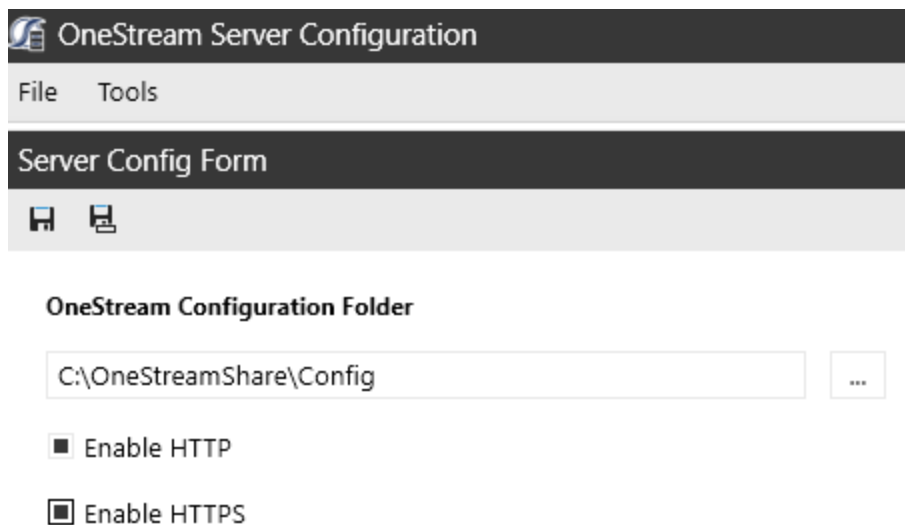 OneStream Server Configuration
File Tools
Server Config Form
OneStream Configuration Folder
C:\OneStreamShare\Config ...
Enable HTTP
Enable HTTPS